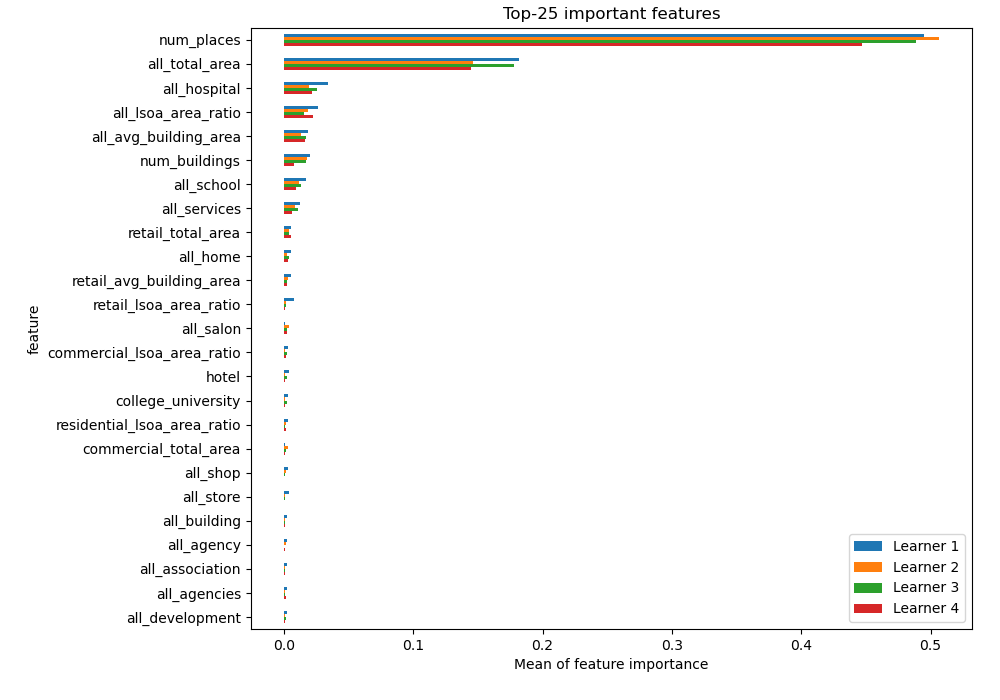 Top-25 important features
num_places
all_total_area
all_hospital
all_lsoa_area_ratio
all_avg_building_area
num_buildings
all_school
all_services
retail_total_area
all_home
retail_avg_building_area
retail_lsoa_area_ratio
all_salon
commercial_lsoa_area_ratio
hotel
college_university
residential_lsoa_area_ratio
commercial_total_area
all_shop
all_store
all_building
all_agency
all_association
all_agencies
all_development
feature
Learner 1
Learner 2
Learner 3
Learner 4
0.0 0.1 0.2 0.3 0.4 0.5
Mean of feature importance